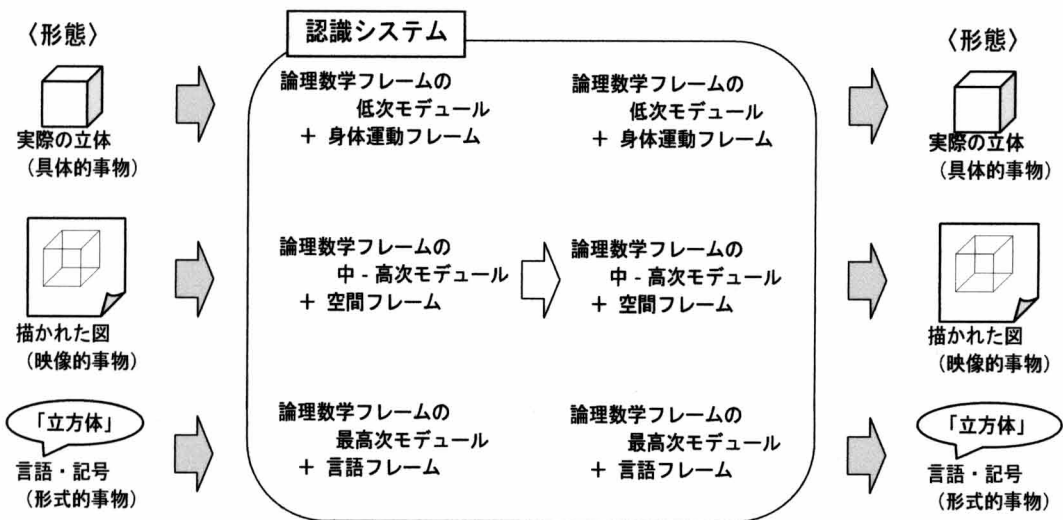 〈形態〉
認識システム
〈形態〉
実際の立体
(具体的事物)
論理数学フレームの
低次モデュール
+ 身体運動フレーム
論理数学フレームの
低次モデュール
+ 身体運動フレーム
実際の立体
(具体的事物)
描かれた図
(映像的事物)
論理数学フレームの
中 - 高次モデュール
+ 空間フレーム
論理数学フレームの
中 - 高次モデュール
+ 空間フレーム
描かれた図
(映像的事物)
「立方体」
言語・記号
(形式的事物)
論理数学フレームの
最高次モデュール
+ 言語フレーム
論理数学フレームの
最高次モデュール
+ 言語フレーム
「立方体」
言語・記号
(形式的事物)